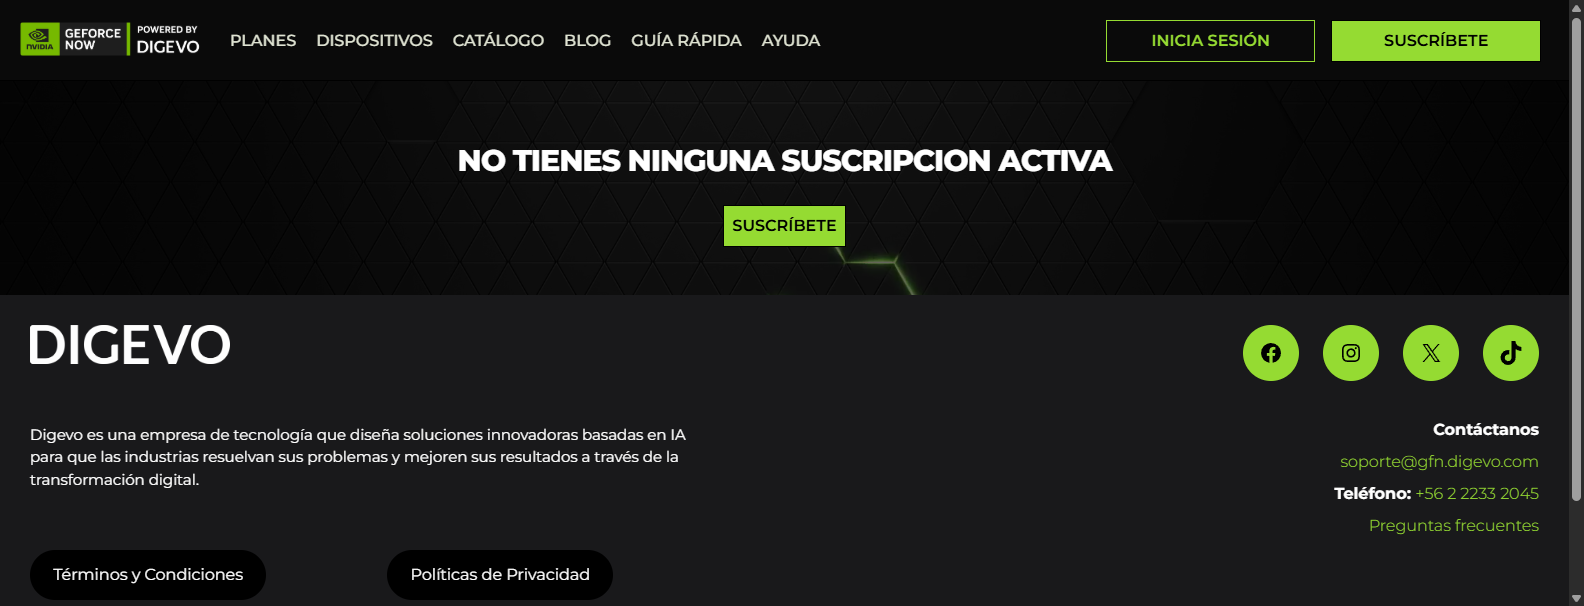 NVIDIA
GEFORCE NOW
POWERED BY DIGEVO
PLANES
DISPOSITIVOS
CATÁLOGO
BLOG
GUÍA RÁPIDA
AYUDA
INICIA SESIÓN
SUSCRÍBETE
NO TIENES NINGUNA SUSCRIPCION ACTIVA
SUSCRÍBETE
DIGEVO
Digevo es una empresa de tecnología que diseña soluciones innovadoras basadas en IA
para que las industrias resuelvan sus problemas y mejoren sus resultados a través de la
transformación digital.
Contáctanos
soporte@gfn.digevo.com
Teléfono: +56 2 2233 2045
Preguntas frecuentes
Términos y Condiciones
Políticas de Privacidad